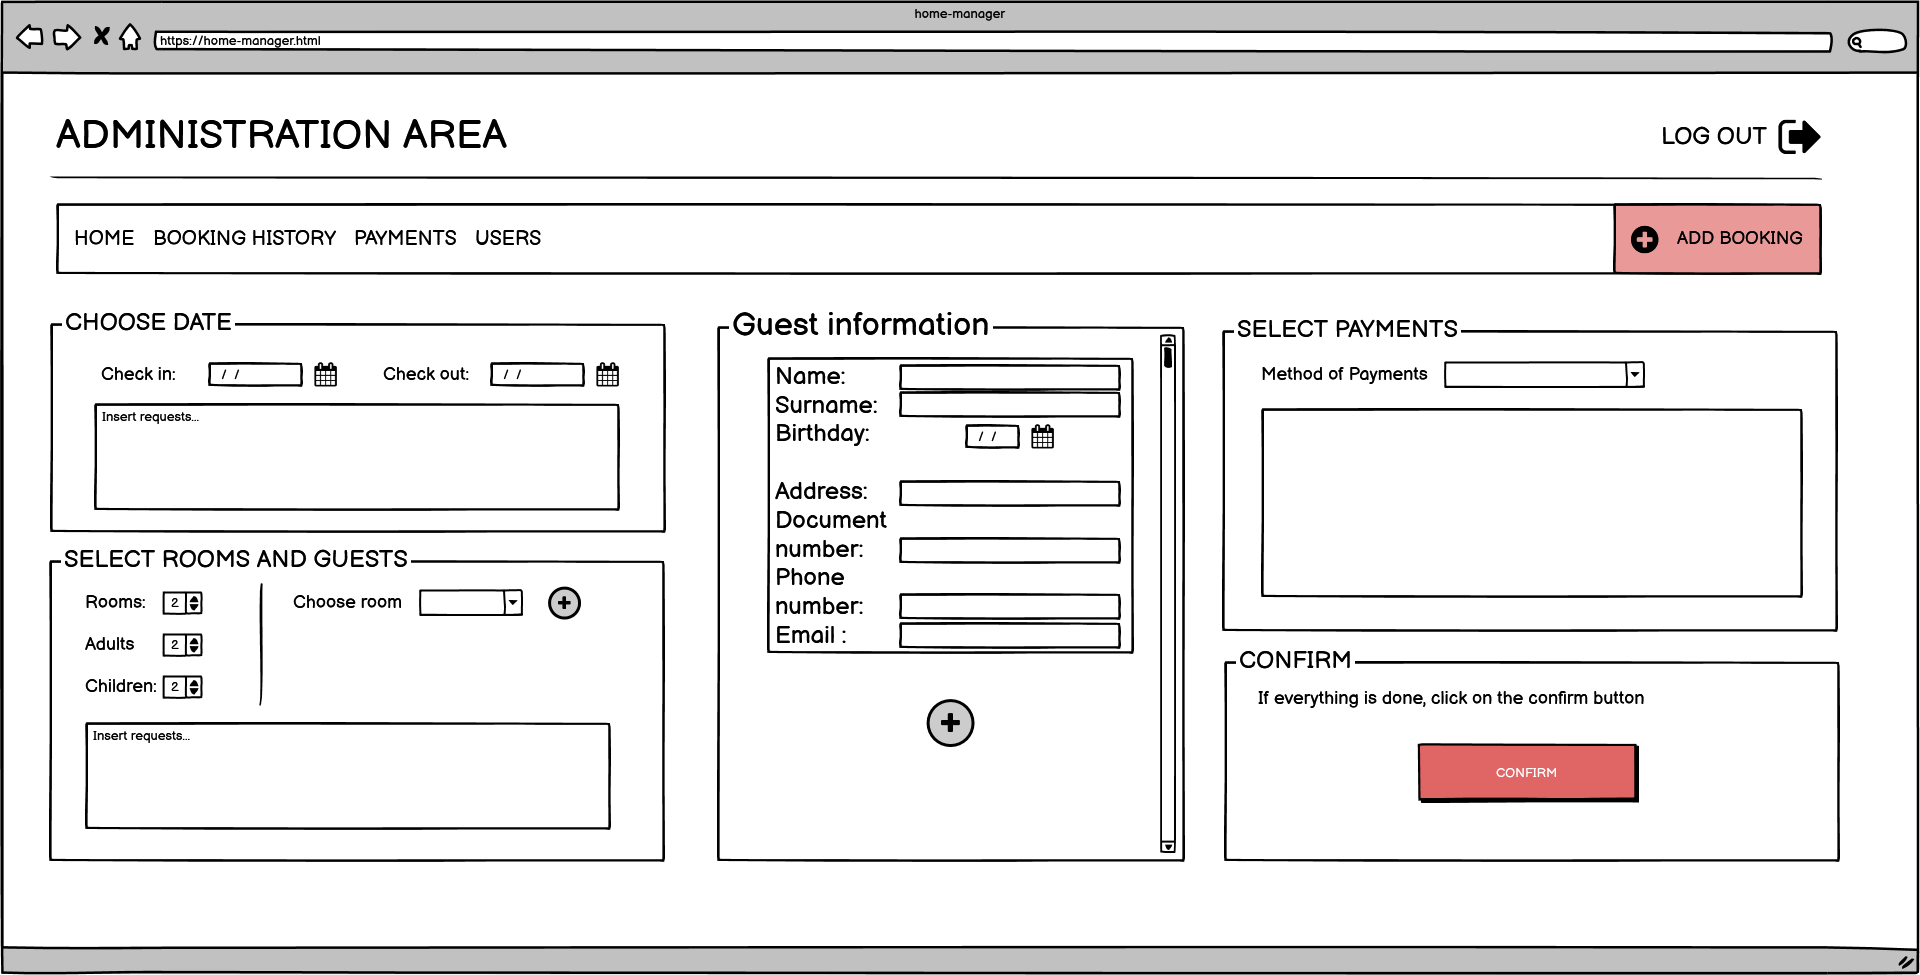 home-manager
https://home-manager.html
ADMINISTRATION AREA
LOG OUT
HOME BOOKING HISTORY PAYMENTS USERS
ADD BOOKING
CHOOSE DATE
Check in: / / Check out: / /
Insert requests...
SELECT ROOMS AND GUESTS
Rooms: 2
Choose room
Adults 2
Children: 2
Insert requests...
Guest information
Name:
Surname:
Birthday: / /
Address:
Document
number:
Phone
number:
Email :
SELECT PAYMENTS
Method of Payments
CONFIRM
If everything is done, click on the confirm button
CONFIRM